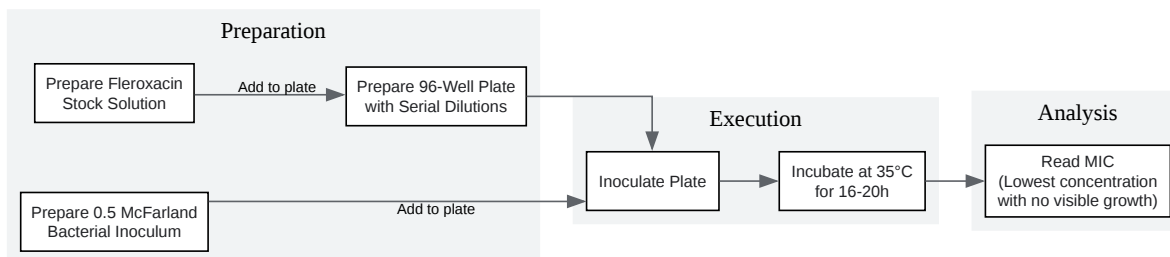 Preparation
Prepare Fleroxacin
Stock Solution
Add to plate
Prepare 96-Well Plate
with Serial Dilutions
Prepare 0.5 McFarland
Bacterial Inoculum
Add to plate
Execution
Inoculate Plate
Incubate at 35°C
for 16-20h
Analysis
Read MIC
(Lowest concentration
with no visible growth)